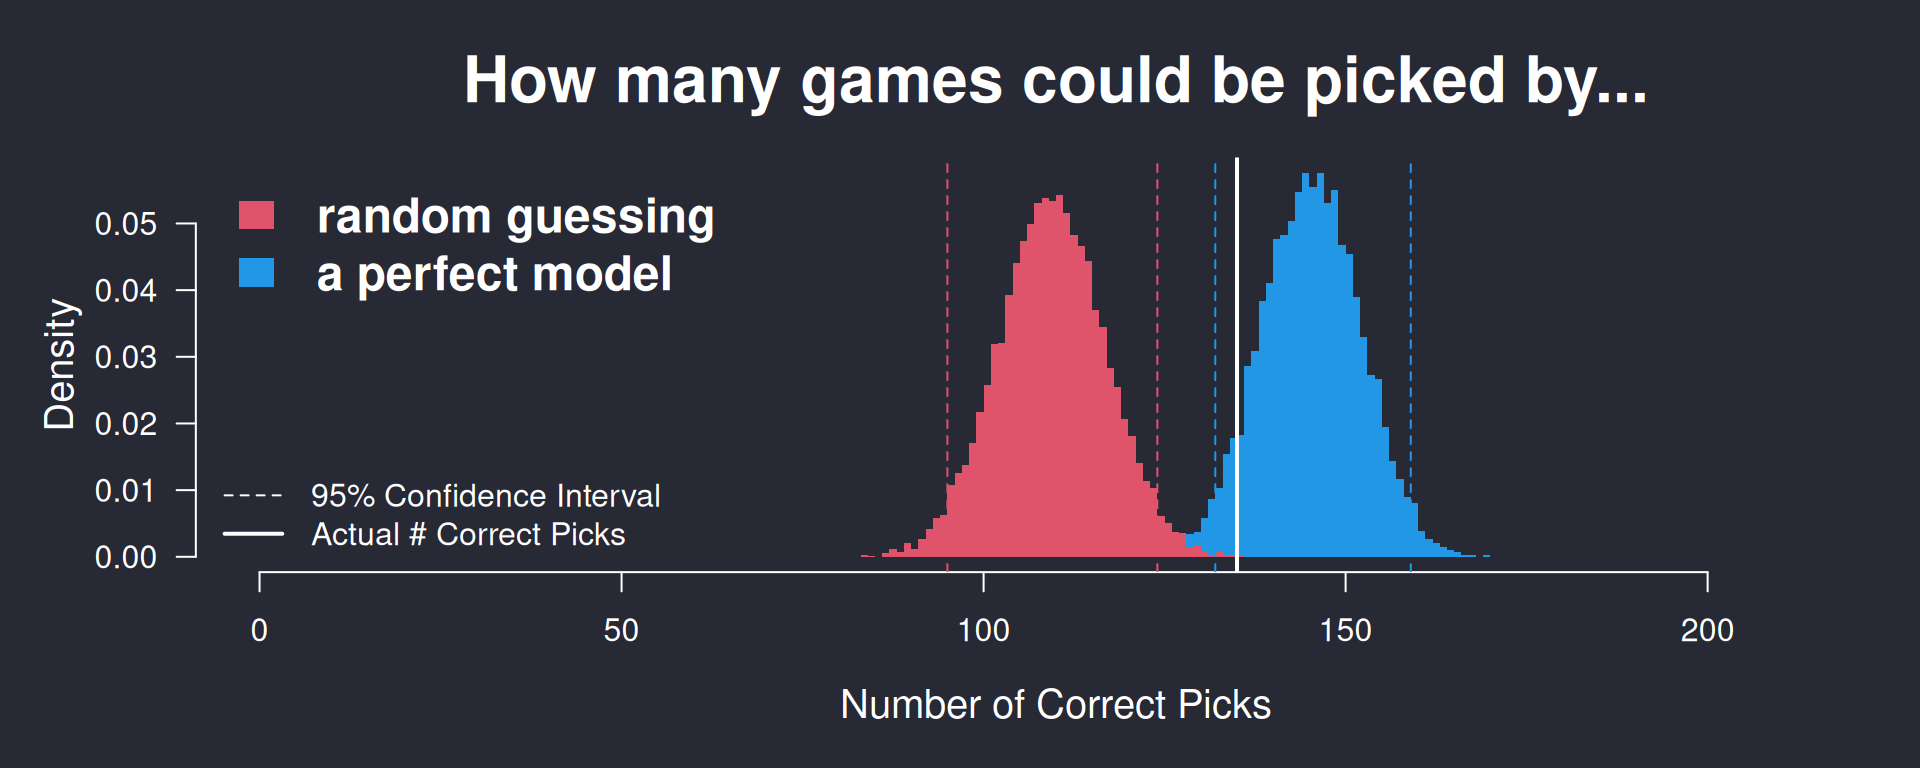 How many games could be picked by...
random guessing
a perfect model
0.05
0.04
0.03
0.02
0.01
0.00
Density
95% Confidence Interval
Actual # Correct Picks
0 50 100 150 200
Number of Correct Picks